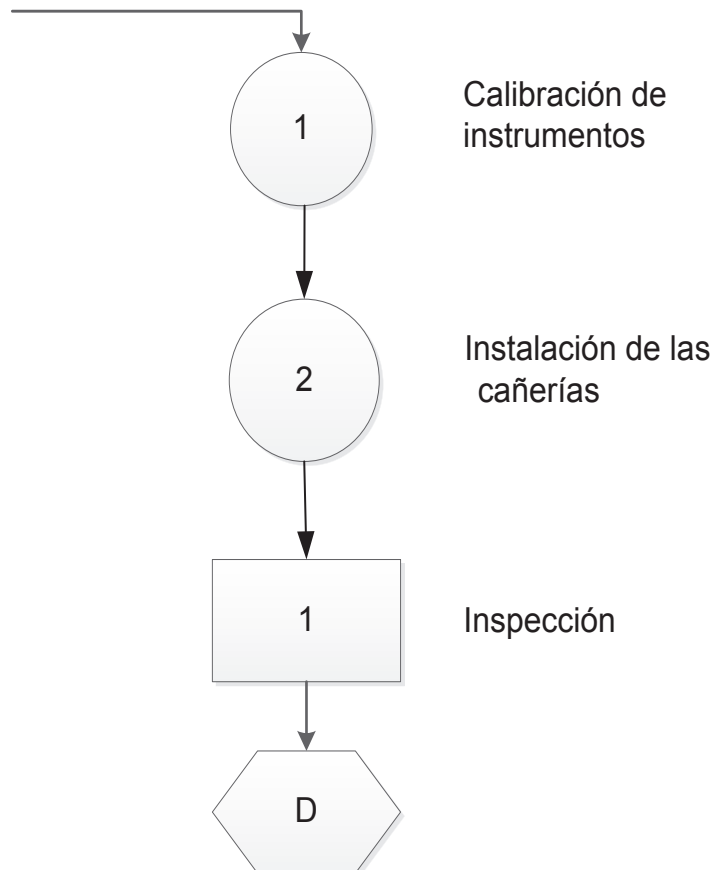 1
Calibración de
instrumentos
2
Instalación de las
cañerías
1
Inspección
D